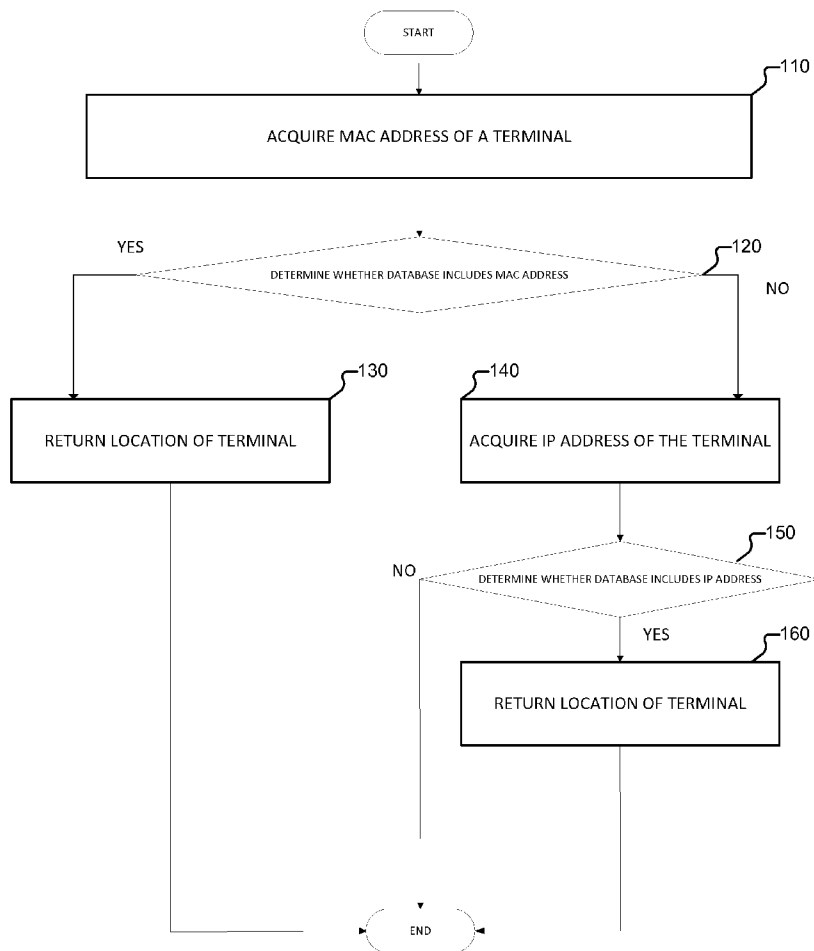 START
110
ACQUIRE MAC ADDRESS OF A TERMINAL
YES
120
DETERMINE WHETHER DATABASE INCLUDES MAC ADDRESS
NO
130
140
RETURN LOCATION OF TERMINAL
ACQUIRE IP ADDRESS OF THE TERMINAL
150
NO
DETERMINE WHETHER DATABASE INCLUDES IP ADDRESS
YES
160
RETURN LOCATION OF TERMINAL
END